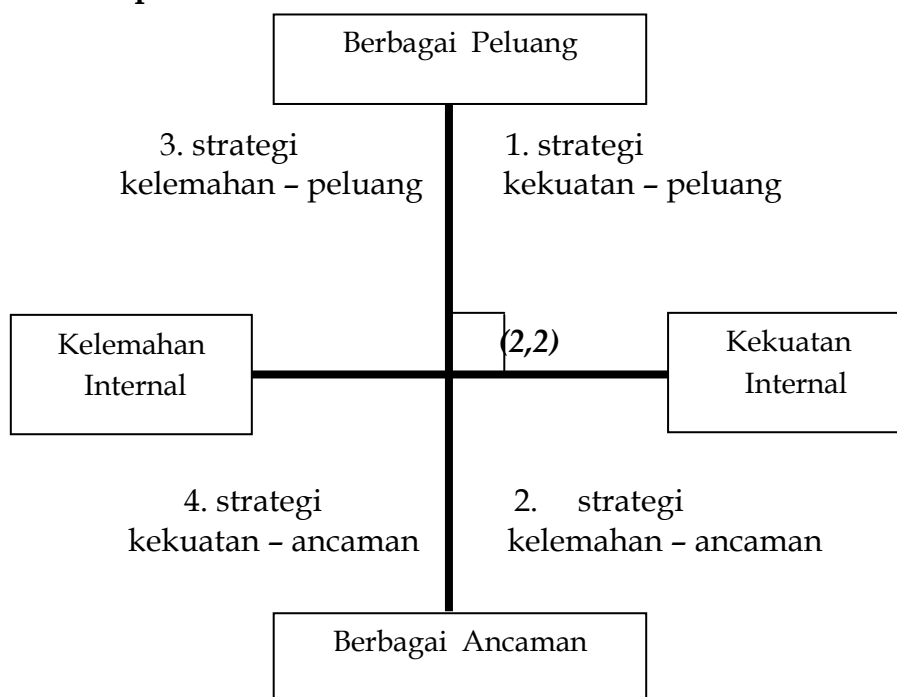 Berbagai Peluang
3. strategi
kelemahan – peluang
1. strategi
kekuatan – peluang
Kelemahan
Internal
(2,2)
Kekuatan
Internal
4. strategi
kekuatan – ancaman
2. strategi
kelemahan – ancaman
Berbagai Ancaman